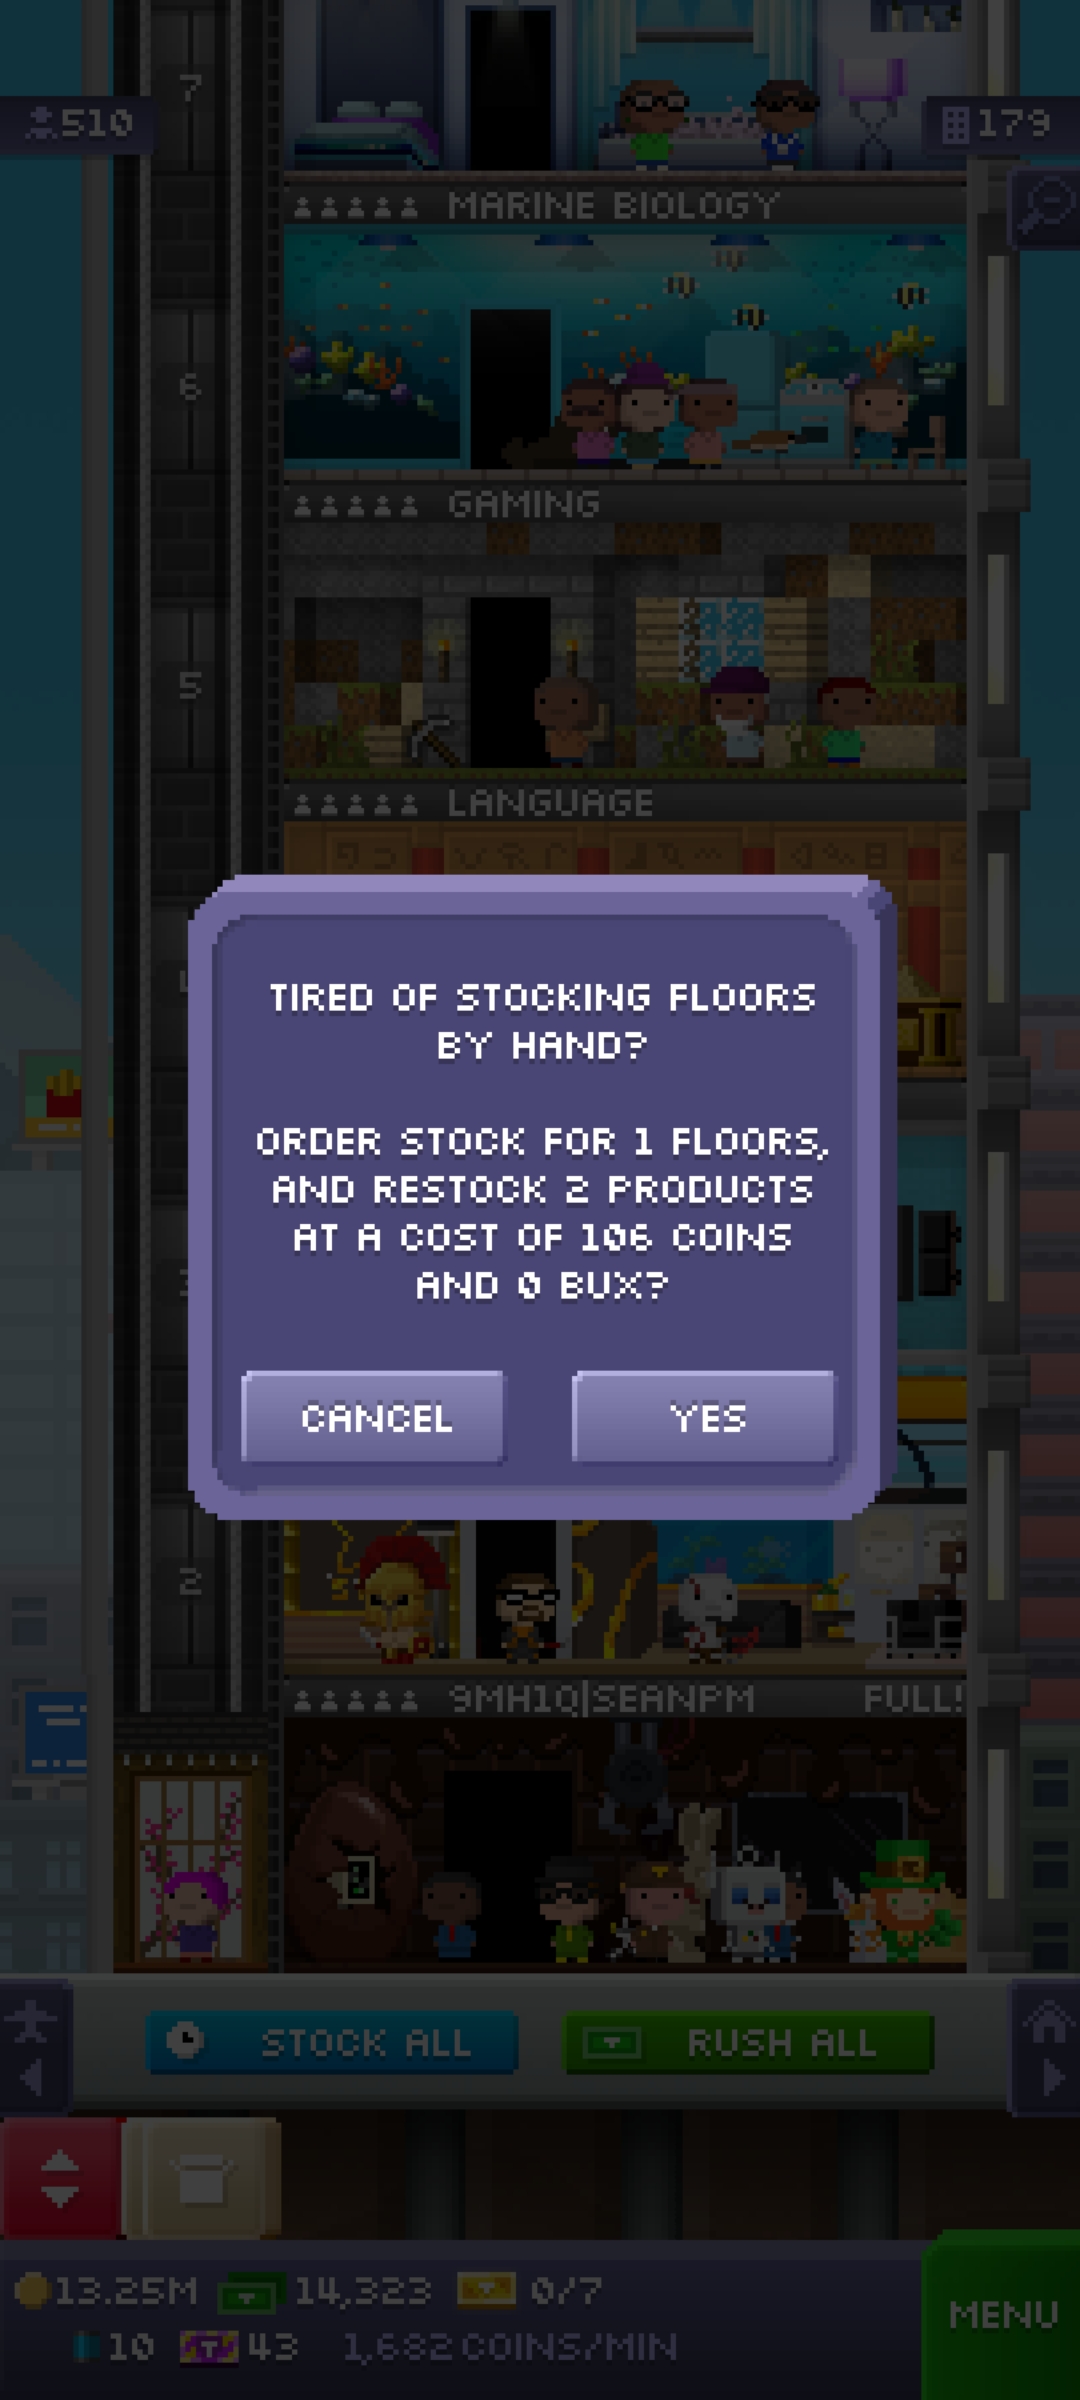 7
510
179
MARINE BIOLOGY
6
GAMING
5
LANGUAGE
TIRED OF STOCKING FLOORS
BY HAND?
ORDER STOCK FOR 1 FLOORS,
AND RESTOCK 2 PRODUCTS
AT A COST OF 106 COINS
AND 0 BUX?
CANCEL
YES
2
9MH1Q|SEANPM
FULL!
STOCK ALL
RUSH ALL
13.25M
14,323
0/7
MENU
10
43
1,682 COINS/MIN